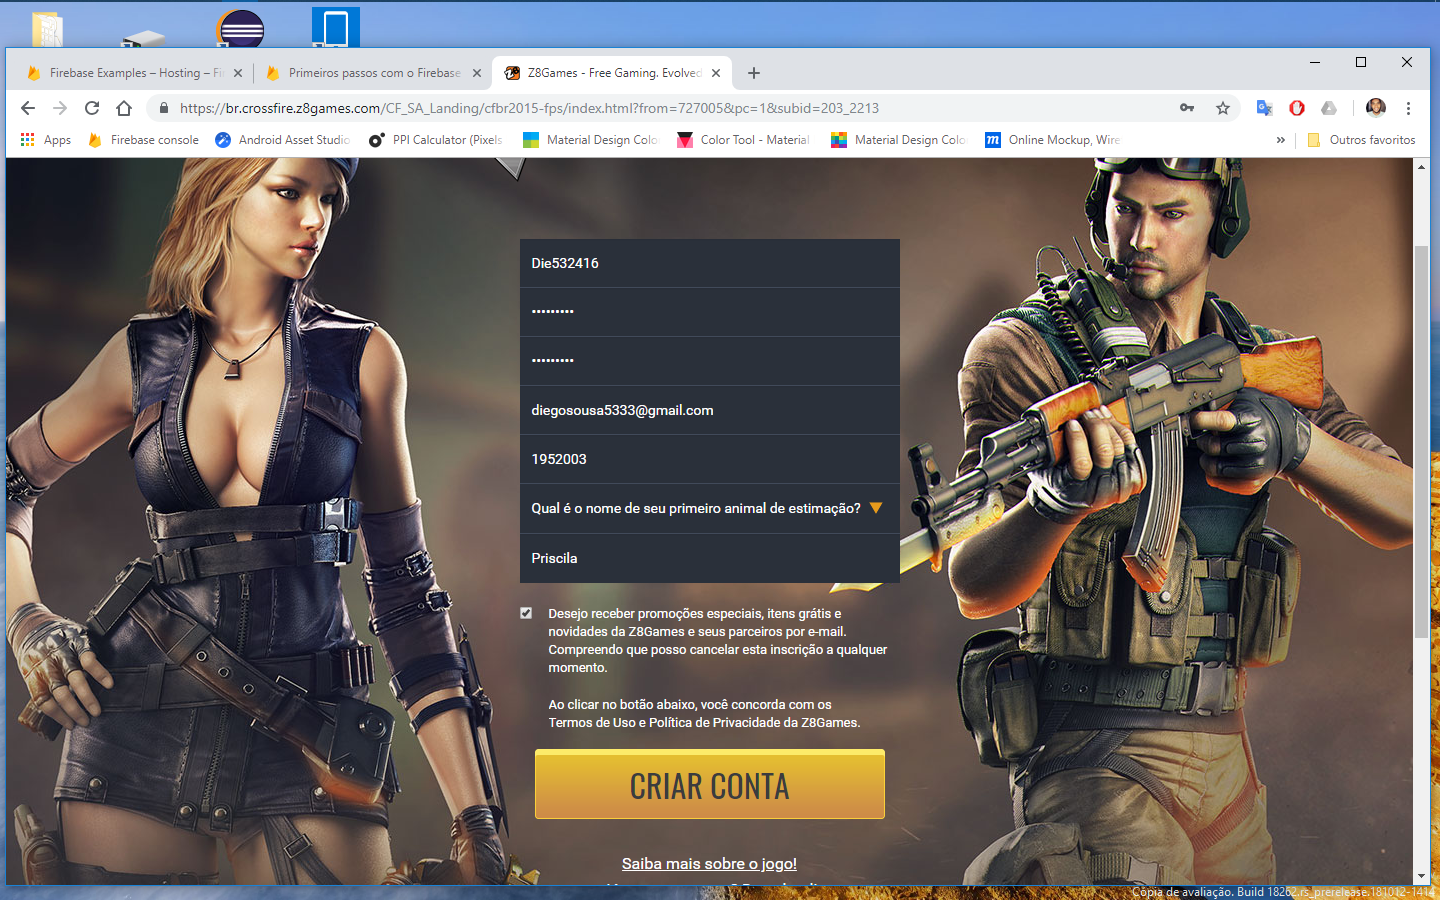 Firebase Examples – Hosting – Fi
Primeiros passos com o Firebase
Z8Games - Free Gaming. Evolved
https://br.crossfire.z8games.com/CF_SA_Landing/cfbr2015-fps/index.html?from=727005&pc=1&subid=203_2213
Apps
Firebase console
Android Asset Studio
PPI Calculator (Pixels
Material Design Colo
Color Tool - Material
Material Design Colo
Online Mockup, Wire
»
Outros favoritos
Die532416
•••••••••
•••••••••
diegosousa5333@gmail.com
1952003
Qual é o nome de seu primeiro animal de estimação?
Priscila
Desejo receber promoções especiais, itens grátis e
novidades da Z8Games e seus parceiros por e-mail.
Compreendo que posso cancelar esta inscrição a qualquer
momento.
Ao clicar no botão abaixo, você concorda com os
Termos de Uso e Política de Privacidade da Z8Games.
CRIAR CONTA
Saiba mais sobre o jogo!
Cópia de avaliação. Build 18262.rs_prerelease.181012-1414